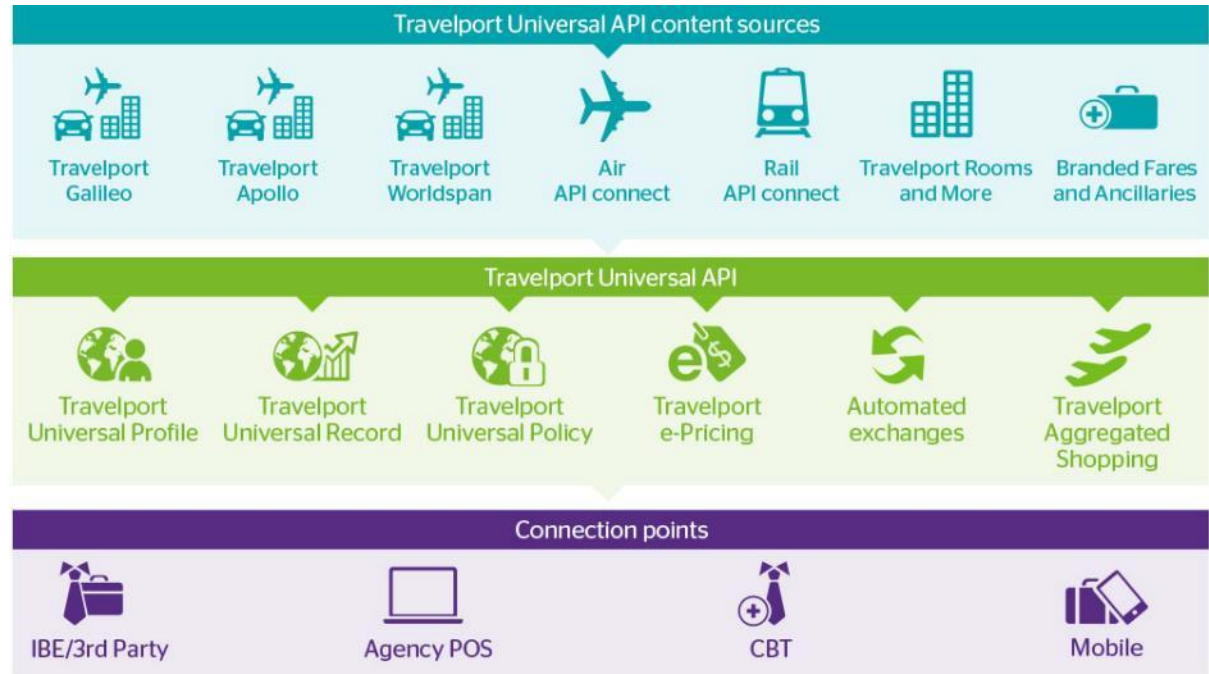 Travelport Universal API content sources
Travelport
Galileo
Travelport
Apollo
Travelport
Worldspan
Air
API connect
Rail
API connect
Travelport Rooms
and More
Branded Fares
and Ancillaries
Travelport Universal API
Travelport
Universal Profile
Travelport
Universal Record
Travelport
Universal Policy
e $
Travelport
e-Pricing
Automated
exchanges
Travelport
Aggregated
Shopping
Connection points
IBE/3rd Party
Agency POS
CBT
Mobile